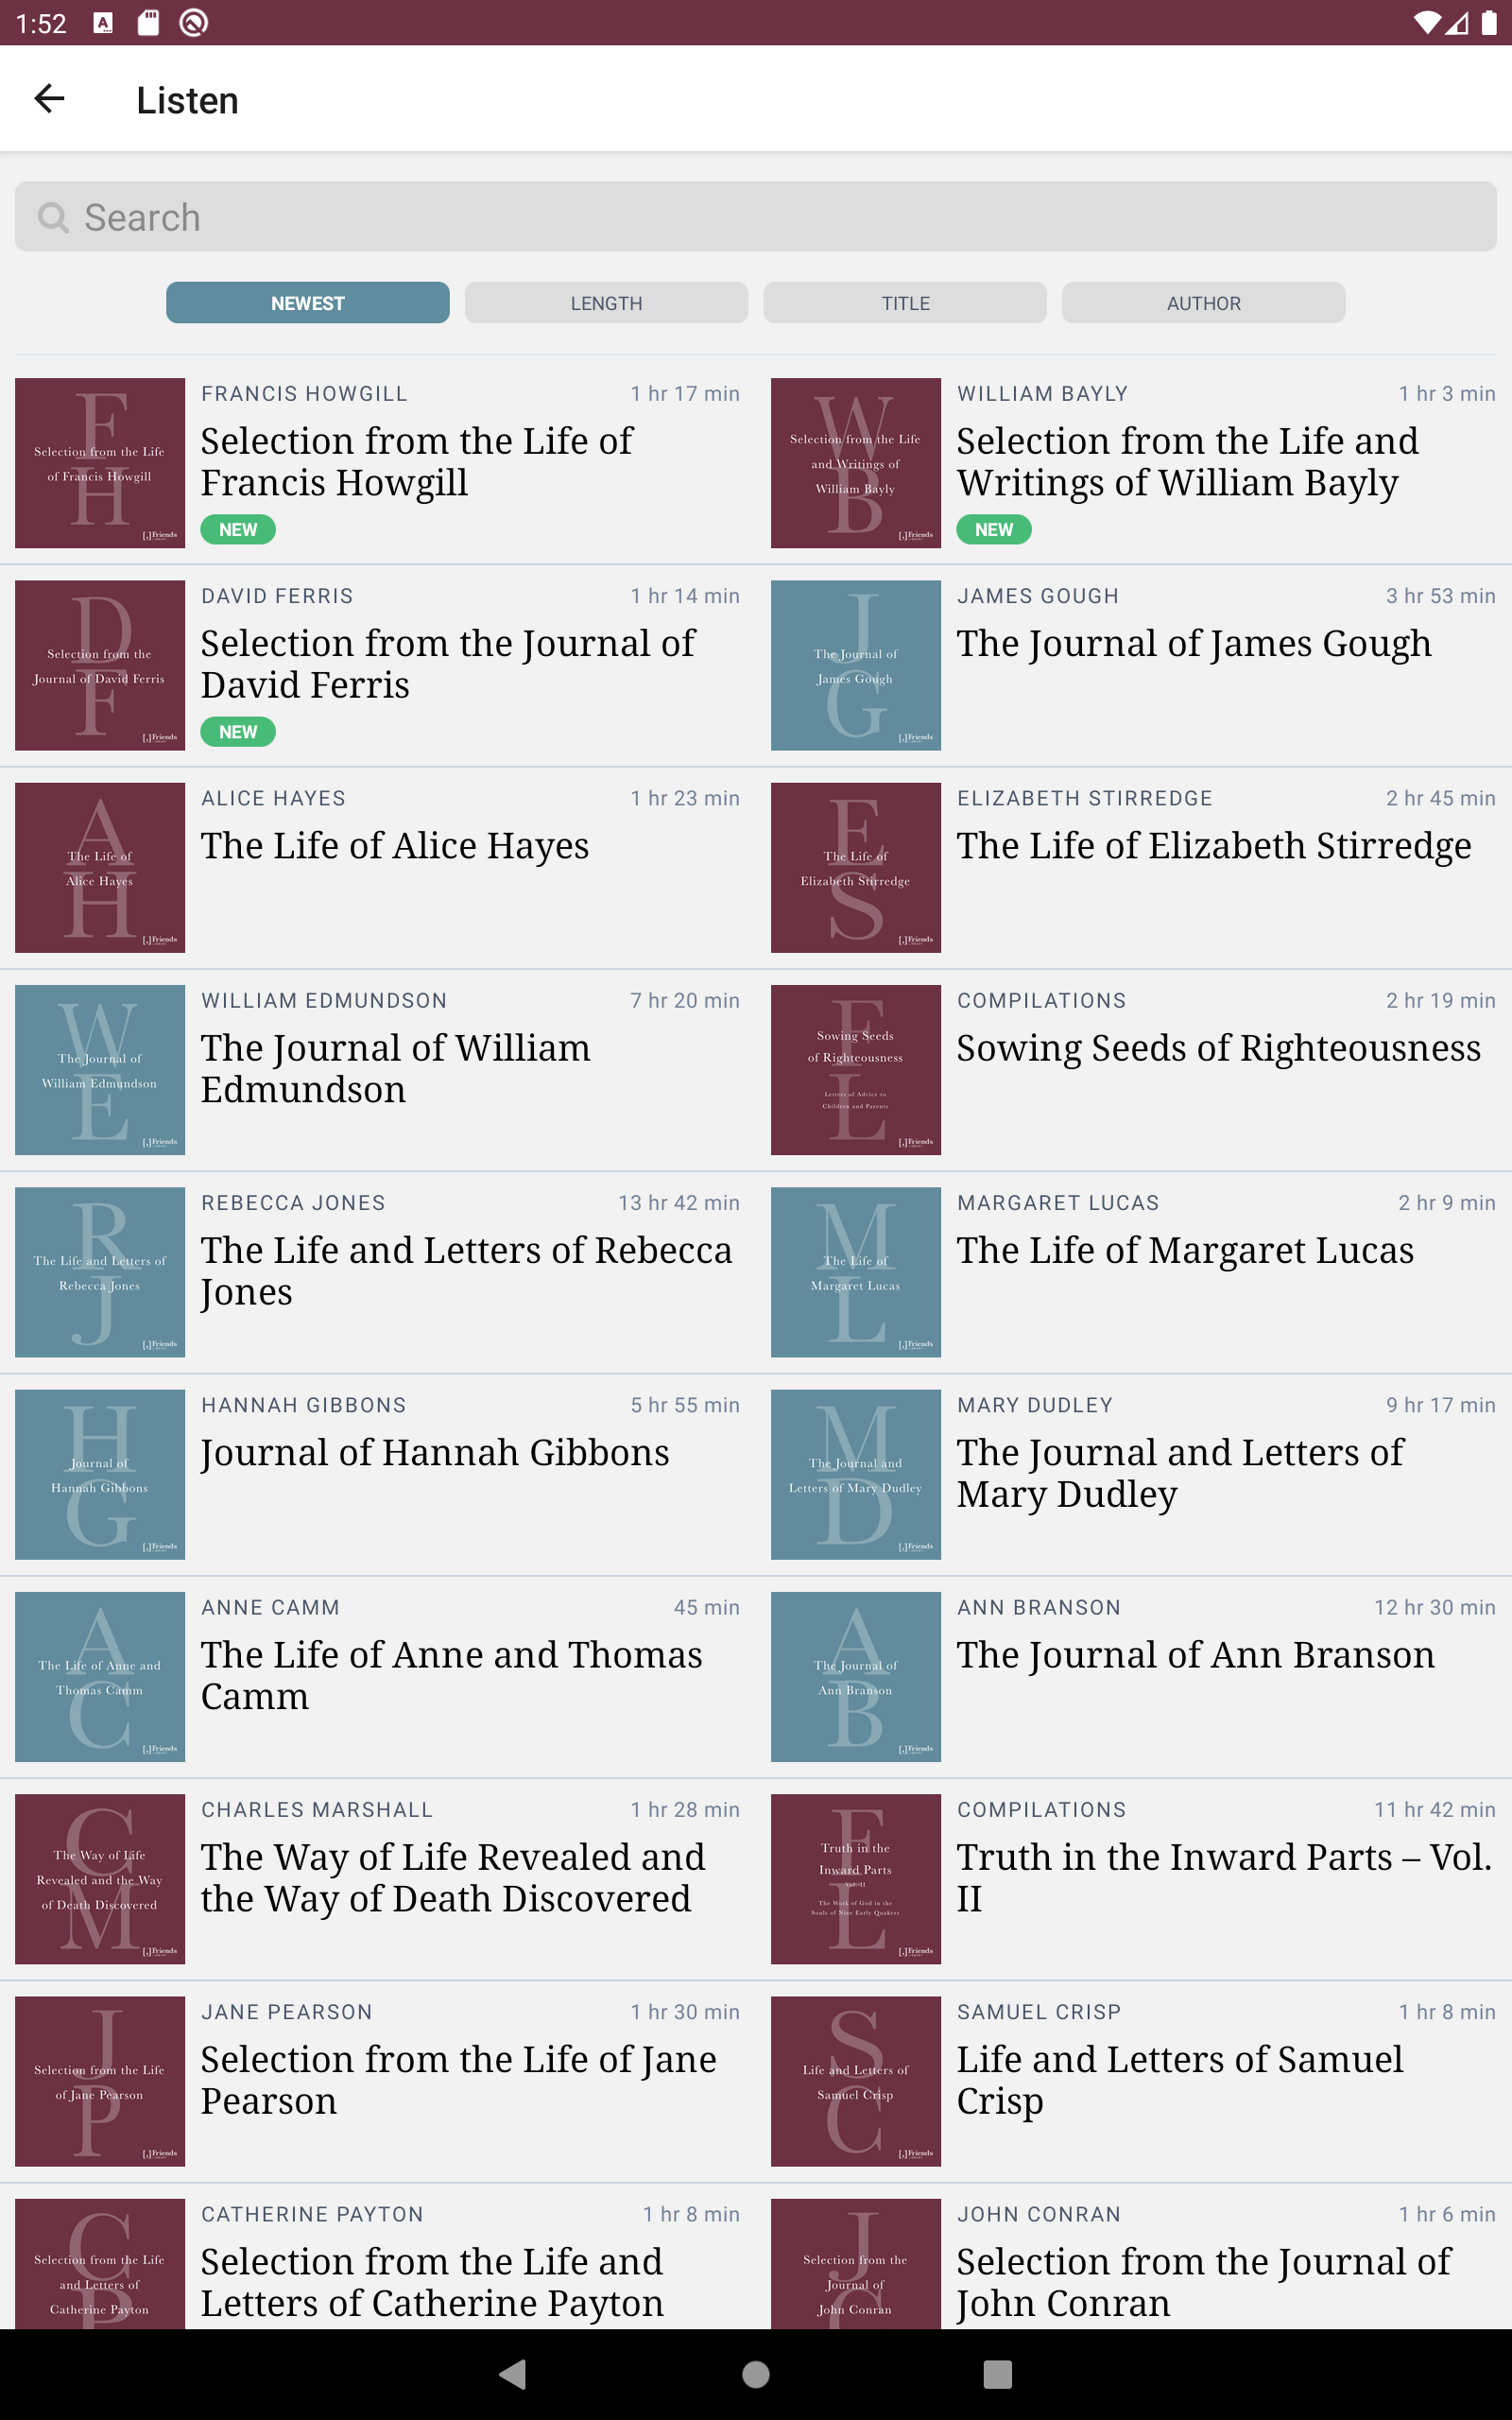 1:52
Listen
Search
NEWEST
LENGTH
TITLE
AUTHOR
F
H
Selection from the Life
of Francis Howgill
[,]Friends
FRANCIS HOWGILL
1 hr 17 min
Selection from the Life of
Francis Howgill
NEW
W
B
Selection from the Life
and Writings of
William Bayly
[,]Friends
WILLIAM BAYLY
1 hr 3 min
Selection from the Life and
Writings of William Bayly
NEW
D
F
Selection from the
Journal of David Ferris
[,]Friends
DAVID FERRIS
1 hr 14 min
Selection from the Journal of
David Ferris
NEW
J
G
The Journal of
James Gough
[,]Friends
JAMES GOUGH
3 hr 53 min
The Journal of James Gough
A
H
The Life of
Alice Hayes
[,]Friends
ALICE HAYES
1 hr 23 min
The Life of Alice Hayes
E
S
The Life of
Elizabeth Stirredge
[,]Friends
ELIZABETH STIRREDGE
2 hr 45 min
The Life of Elizabeth Stirredge
W
E
The Journal of
William Edmundson
[,]Friends
WILLIAM EDMUNDSON
7 hr 20 min
The Journal of William
Edmundson
F
L
Sowing Seeds
of Righteousness
Letters of Advice to
Children and Parents
[,]Friends
COMPILATIONS
2 hr 19 min
Sowing Seeds of Righteousness
R
J
The Life and Letters of
Rebecca Jones
[,]Friends
REBECCA JONES
13 hr 42 min
The Life and Letters of Rebecca
Jones
M
L
The Life of
Margaret Lucas
[,]Friends
MARGARET LUCAS
2 hr 9 min
The Life of Margaret Lucas
H
G
Journal of
Hannah Gibbons
[,]Friends
HANNAH GIBBONS
5 hr 55 min
Journal of Hannah Gibbons
M
D
The Journal and
Letters of Mary Dudley
[,]Friends
MARY DUDLEY
9 hr 17 min
The Journal and Letters of
Mary Dudley
A
C
The Life of Anne and
Thomas Camm
[,]Friends
ANNE CAMM
45 min
The Life of Anne and Thomas
Camm
A
B
The Journal of
Ann Branson
[,]Friends
ANN BRANSON
12 hr 30 min
The Journal of Ann Branson
C
M
The Way of Life
Revealed and the Way
of Death Discovered
[,]Friends
CHARLES MARSHALL
1 hr 28 min
The Way of Life Revealed and
the Way of Death Discovered
F
L
Truth in the
Inward Parts
Vol. II
The Work of God in the
Souls of Nine Early Quakers
[,]Friends
COMPILATIONS
11 hr 42 min
Truth in the Inward Parts – Vol.
II
J
P
Selection from the Life
of Jane Pearson
[,]Friends
JANE PEARSON
1 hr 30 min
Selection from the Life of Jane
Pearson
S
C
Life and Letters of
Samuel Crisp
[,]Friends
SAMUEL CRISP
1 hr 8 min
Life and Letters of Samuel
Crisp
C
P
Selection from the Life
and Letters of
Catherine Payton
CATHERINE PAYTON
1 hr 8 min
Selection from the Life and
Letters of Catherine Payton
J
C
Selection from the
Journal of
John Conran
JOHN CONRAN
1 hr 6 min
Selection from the Journal of
John Conran